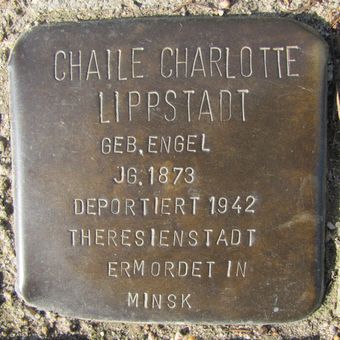 CHAILE CHARLOTTE
LIPPSTADT
GEB. ENGEL
JG. 1873
DEPORTIERT 1942
THERESIENSTADT
ERMORDET IN
MINSK